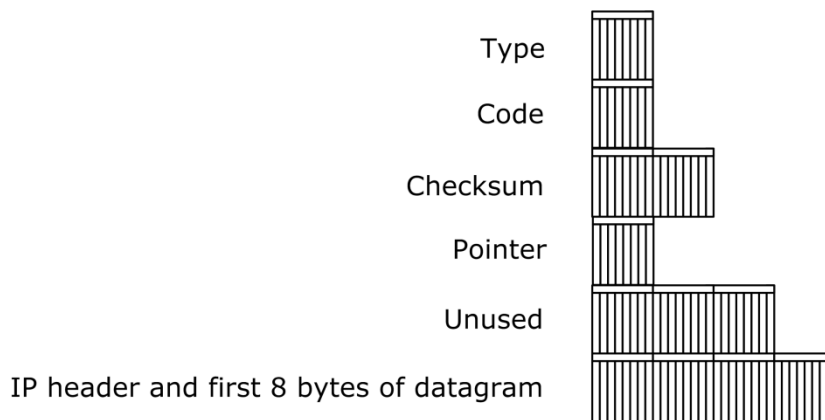 Type
Code
Checksum
Pointer
Unused
IP header and first 8 bytes of datagram